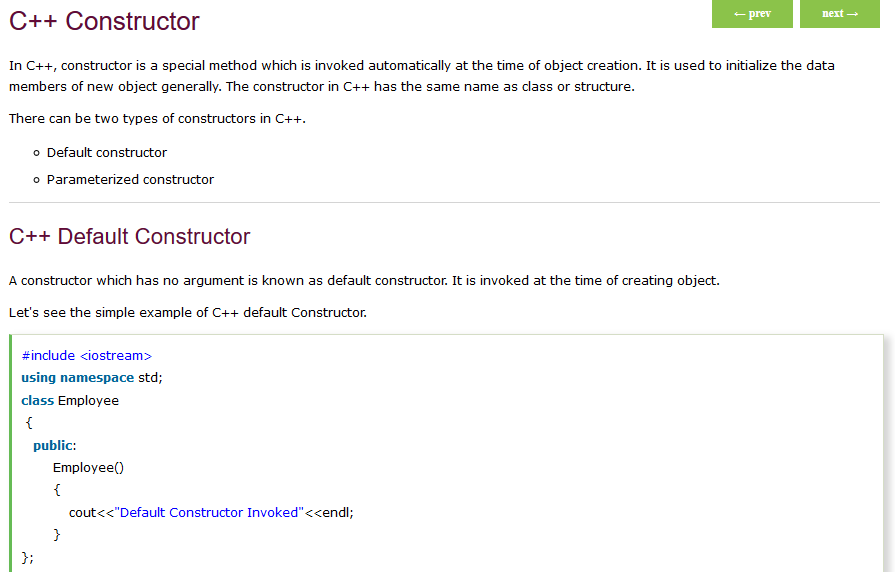 C++ Constructor
← prev
next →
In C++, constructor is a special method which is invoked automatically at the time of object creation. It is used to initialize the data
members of new object generally. The constructor in C++ has the same name as class or structure.
There can be two types of constructors in C++.
Default constructor
Parameterized constructor
C++ Default Constructor
A constructor which has no argument is known as default constructor. It is invoked at the time of creating object.
Let's see the simple example of C++ default Constructor.
#include <iostream>
using namespace std;
class Employee
{
public:
Employee()
{
cout<<"Default Constructor Invoked"<<endl;
}
};